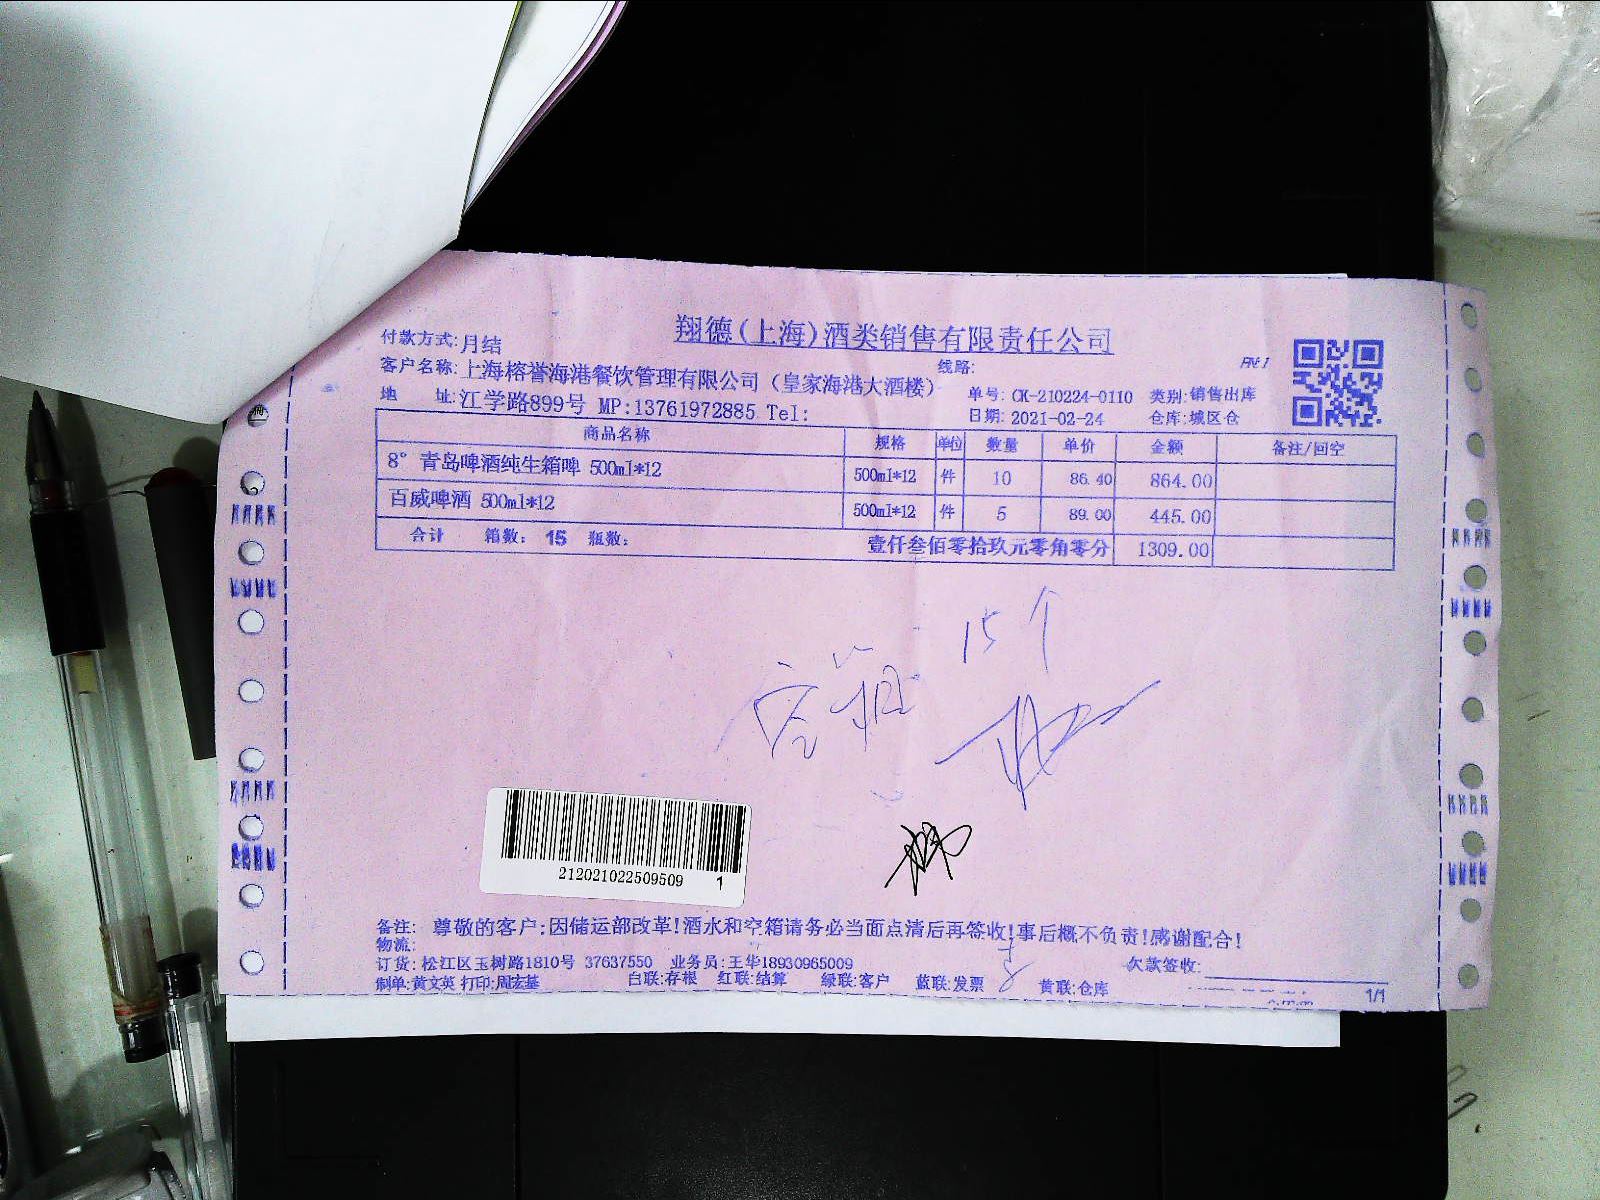 翔德(上海)酒类销售有限责任公司
付款方式:月结
客户名称:上海榕誉海港餐饮管理有限公司（皇家海港大酒楼） 线路:
地 址:江学路899号 MP:13761972885 Tel:
单号: CK-210224-0110 类别:销售出库
日期: 2021-02-24 仓库:城区仓
商品名称 规格 单位 数量 单价 金额 备注/回空
8° 青岛啤酒纯生箱啤 500ml*12 500ml*12 件 10 86.40 864.00
百威啤酒 500ml*12 500ml*12 件 5 89.00 445.00
合计 箱数: 15 瓶数: 壹仟叁佰零拾玖元零角零分 1309.00
空箱 15个
212021022509509 1
备注: 尊敬的客户:因储运部改革!酒水和空箱请务必当面点清后再签收!事后概不负责!感谢配合!
物流:
订货:松江区玉树路1810号 37637550 业务员:王华18930965009 欠款签收:
制单:黄文英 打印:周宏基 白联:存根 红联:结算 绿联:客户 蓝联:发票 黄联:仓库 1/1